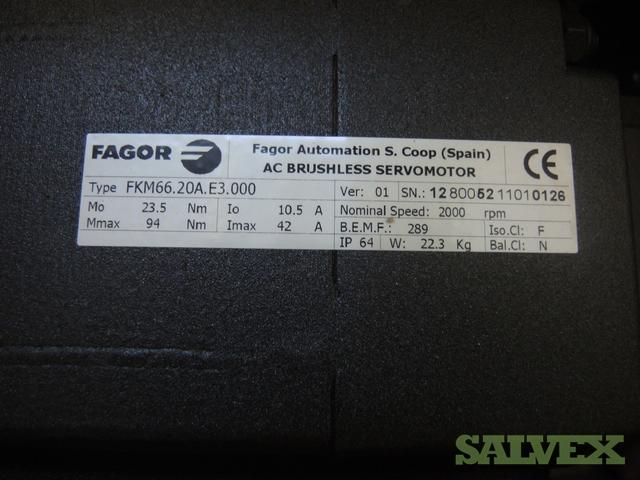 FAGOR
Fagor Automation S. Coop (Spain)
AC BRUSHLESS SERVOMOTOR
CE
Type FKM66.20A.E3.000
Ver: 01 SN.: 12 800 52 1101 0126
Mo 23.5 Nm Io 10.5 A
Nominal Speed: 2000 rpm
Mmax 94 Nm Imax 42 A
B.E.M.F.: 289 Iso.Cl: F
IP 64 W: 22.3 Kg Bal.Cl: N
SALVEX